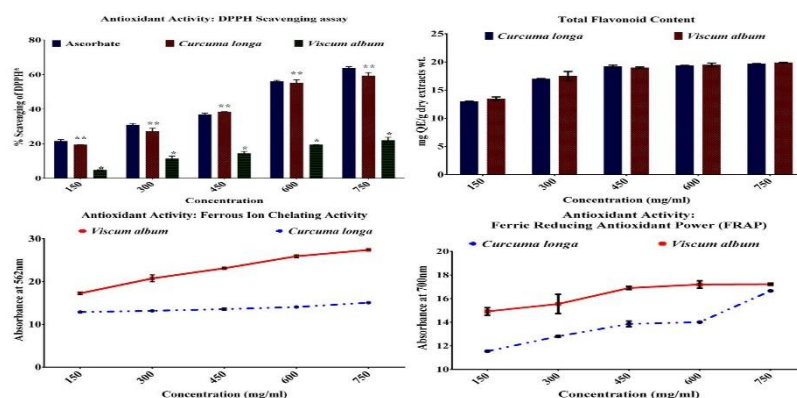 Antioxidant Activity: DPPH Scavenging assay
Ascorbate Curcuma longa Viscum album
% Scavenging of DPPH^
80
60
40
20
0
** ** ** ** **
* * * * *
150 300 450 600 750
Concentration
Total Flavonoid Content
Curcuma longa Viscum album
mg QE/g dry extracts wt.
25
20
15
10
5
0
150 300 450 600 750
Concentration (mg/ml)
Antioxidant Activity: Ferrous Ion Chelating Activity
Viscum album Curcuma longa
Absorbance at 562nm
30
20
10
0
150 300 450 600 750
Concentration (mg/ml)
Antioxidant Activity:
Ferric Reducing Antioxidant Power (FRAP)
Curcuma longa Viscum album
Absorbance at 700nm
18
16
14
12
10
150 300 450 600 750
Concentration (mg/ml)